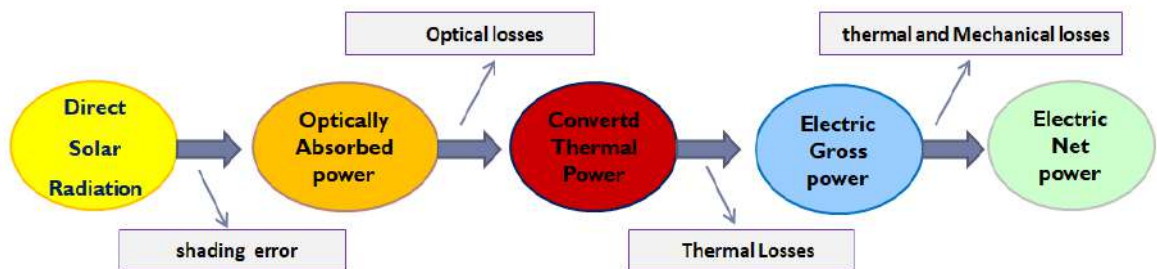 Optical losses
thermal and Mechanical losses
Direct
Solar
Radiation
Optically
Absorbed
power
Convertd
Thermal
Power
Electric
Gross
power
Electric
Net
power
shading error
Thermal Losses